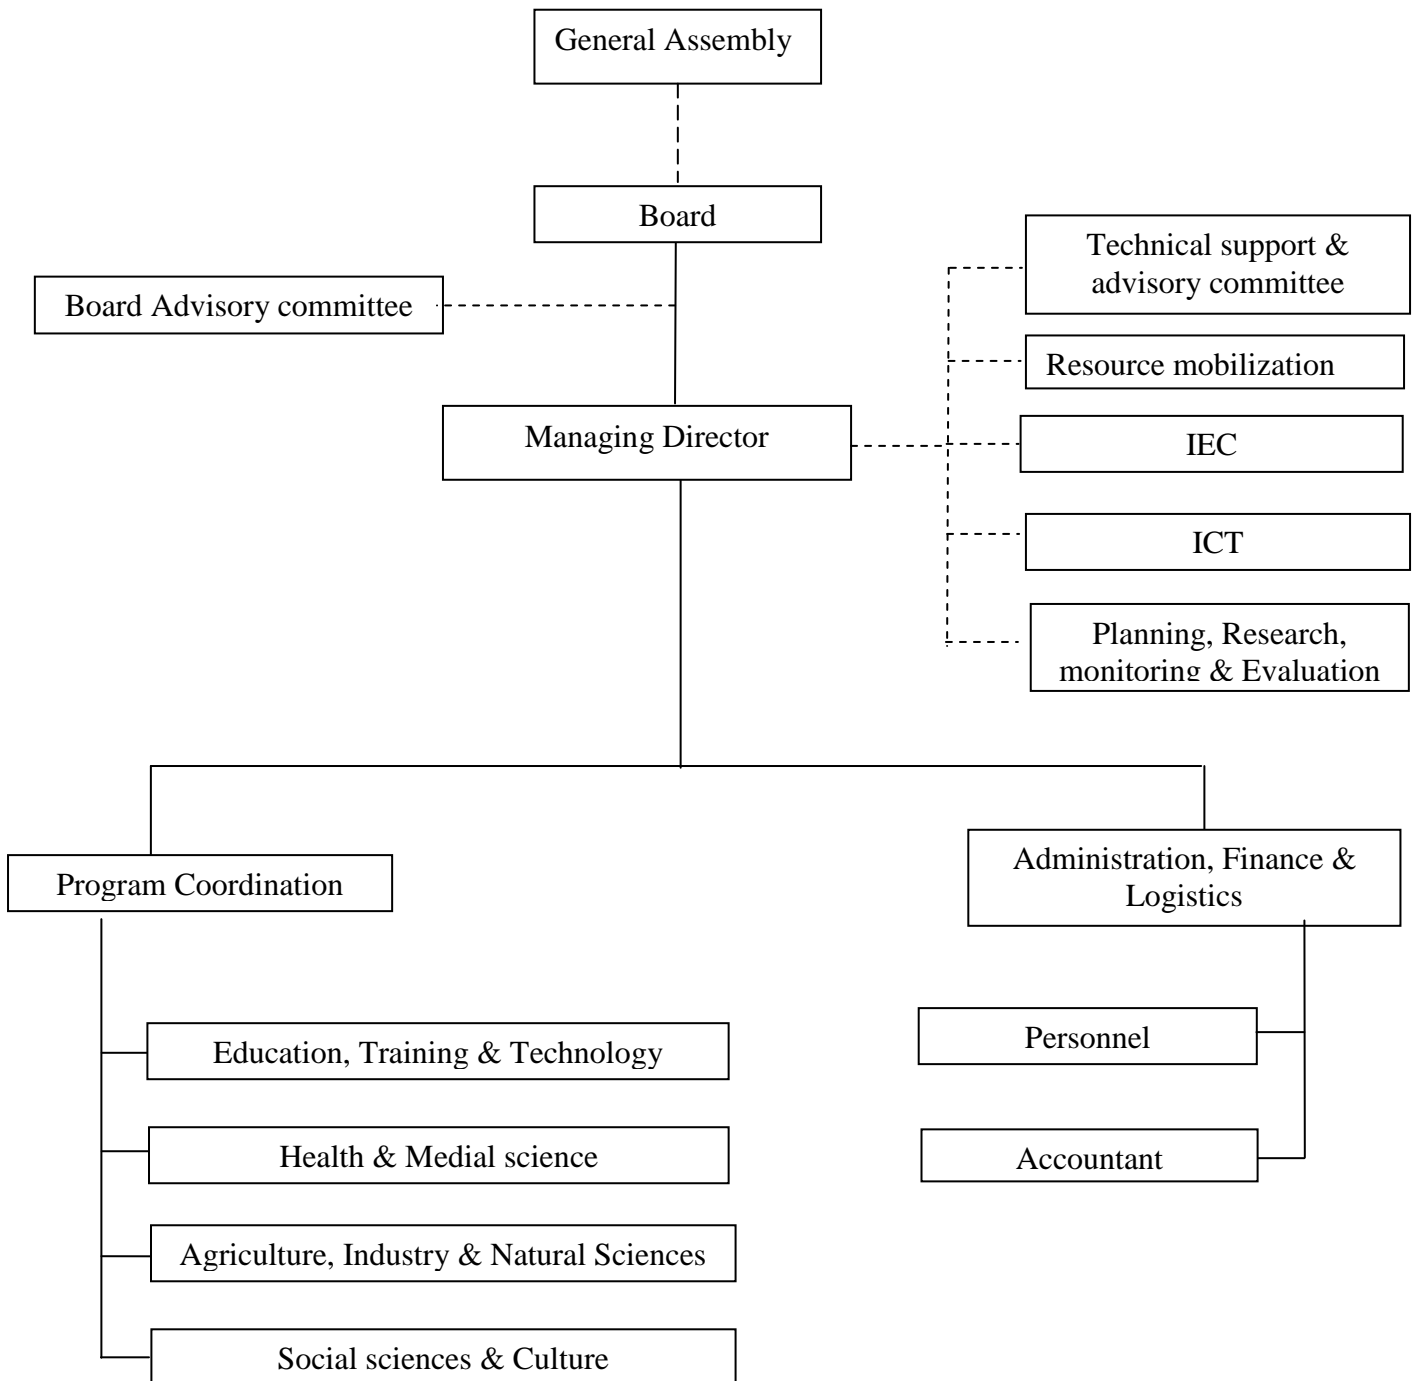 General Assembly
Board
Technical support &
advisory committee
Board Advisory committee
Resource mobilization
Managing Director
IEC
ICT
Planning, Research,
monitoring & Evaluation
Program Coordination
Administration, Finance &
Logistics
Education, Training & Technology
Personnel
Health & Medial science
Accountant
Agriculture, Industry & Natural Sciences
Social sciences & Culture